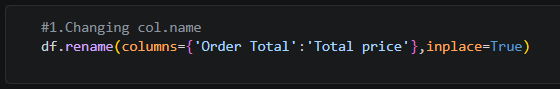 #1.Changing col.name
df.rename(columns={'Order Total':'Total price'},inplace=True)